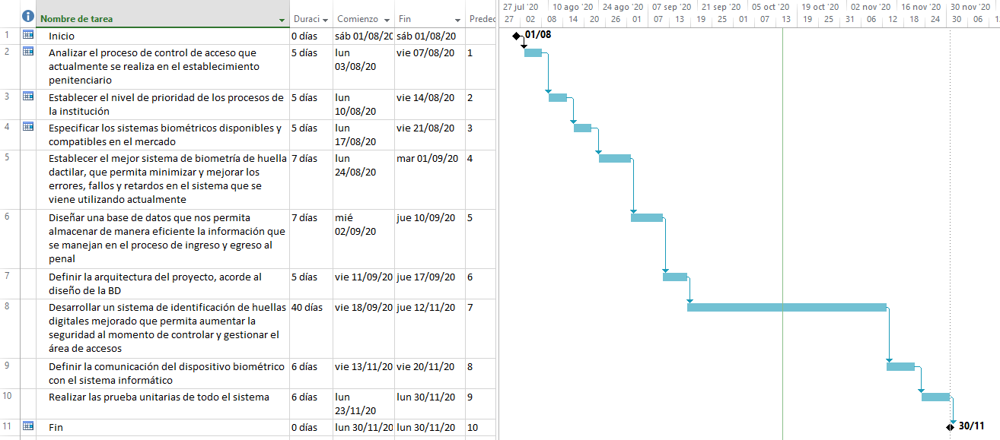 Nombre de tarea Duraci Comienzo Fin Predec
27 jul '20 10 ago '20 24 ago '20 07 sep '20 21 sep '20 05 oct '20 19 oct '20 02 nov '20 16 nov '20 30 nov '20
27 02 08 14 20 26 01 07 13 19 25 01 07 13 19 25 31 06 12 18 24 30 06 1
1 Inicio 0 días sáb 01/08/20 sáb 01/08/20
01/08
2 Analizar el proceso de control de acceso que 5 días lun vie 07/08/20 1
actualmente se realiza en el establecimiento 03/08/20
penitenciario
3 Establecer el nivel de prioridad de los procesos de 5 días lun vie 14/08/20 2
la institución 10/08/20
4 Especificar los sistemas biométricos disponibles y 5 días lun vie 21/08/20 3
compatibles en el mercado 17/08/20
5 Establecer el mejor sistema de biometría de huella 7 días lun mar 01/09/20 4
dactilar, que permita minimizar y mejorar los 24/08/20
errores, fallos y retardos en el sistema que se
viene utilizando actualmente
6 Diseñar una base de datos que nos permita 7 días mié jue 10/09/20 5
almacenar de manera eficiente la información que 02/09/20
se manejan en el proceso de ingreso y egreso al
penal
7 Definir la arquitectura del proyecto, acorde al 5 días vie 11/09/20 jue 17/09/20 6
diseño de la BD
8 Desarrollar un sistema de identificación de huellas 40 días vie 18/09/20 jue 12/11/20 7
digitales mejorado que permita aumentar la
seguridad al momento de controlar y gestionar el
área de accesos
9 Definir la comunicación del dispositivo biométrico 6 días vie 13/11/20 vie 20/11/20 8
con el sistema informático
10 Realizar las prueba unitarias de todo el sistema 6 días lun lun 30/11/20 9
23/11/20
11 Fin 0 días lun 30/11/20 lun 30/11/20 10
30/11